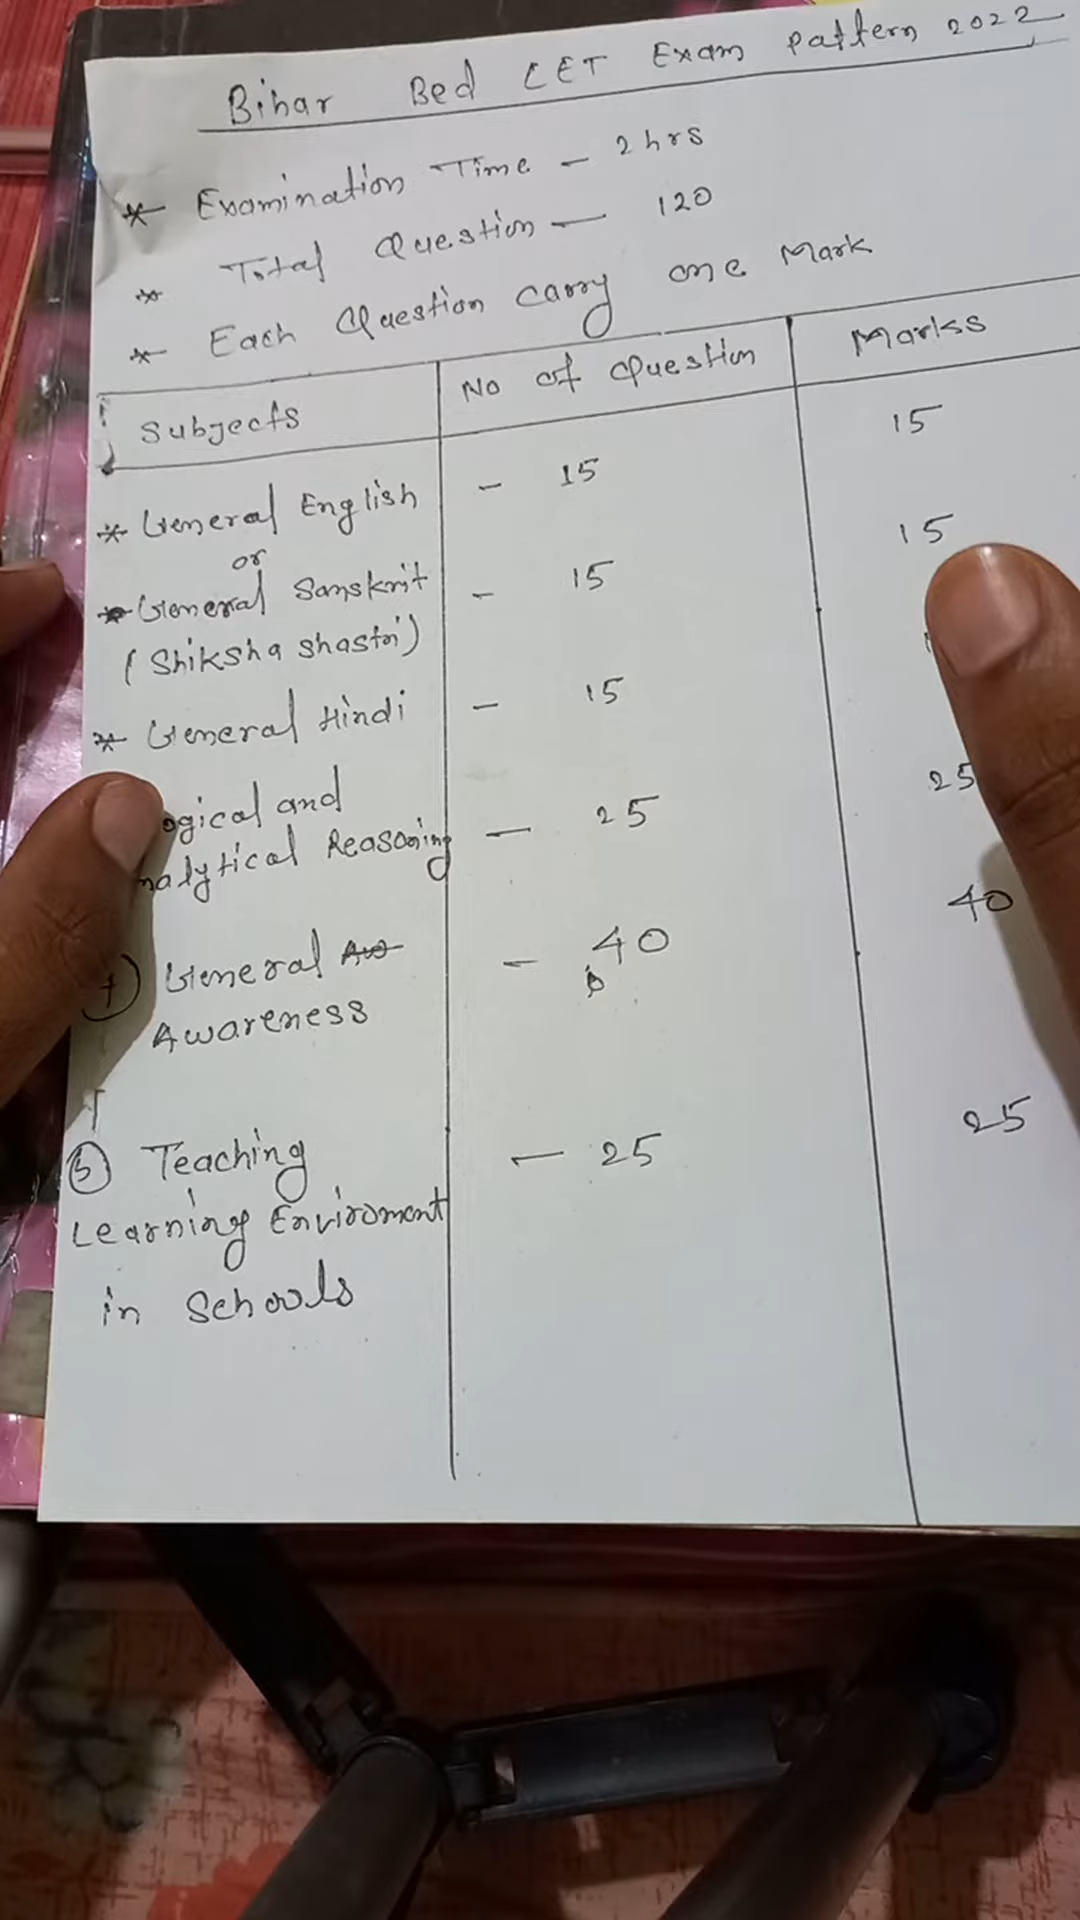 Bihar Bed CET Exam pattern 2022
* Examination Time - 2 hrs
* Total Question - 120
* Each Question carry one Mark
Subjects No of Question Marks
* General English - 15 15
or
* General Sanskrit - 15 15
(Shiksha shastri)
* General Hindi - 15
ogical and
nalytical Reasoning - 25 25
General Aw - 40 40
Awareness
5) Teaching - 25 25
Learning Enviroment
in Schools